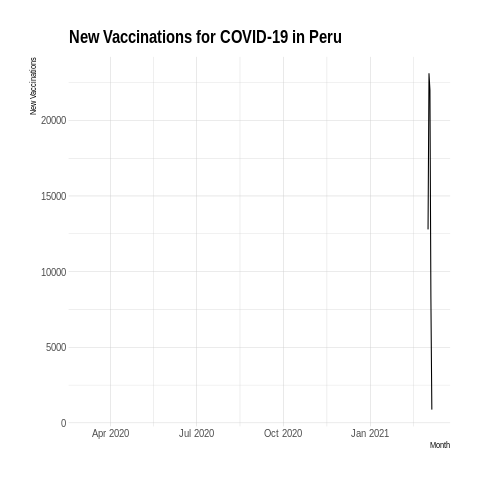 New Vaccinations for COVID-19 in Peru
New Vaccinations
20000
15000
10000
5000
0
Apr 2020
Jul 2020
Oct 2020
Jan 2021
Month